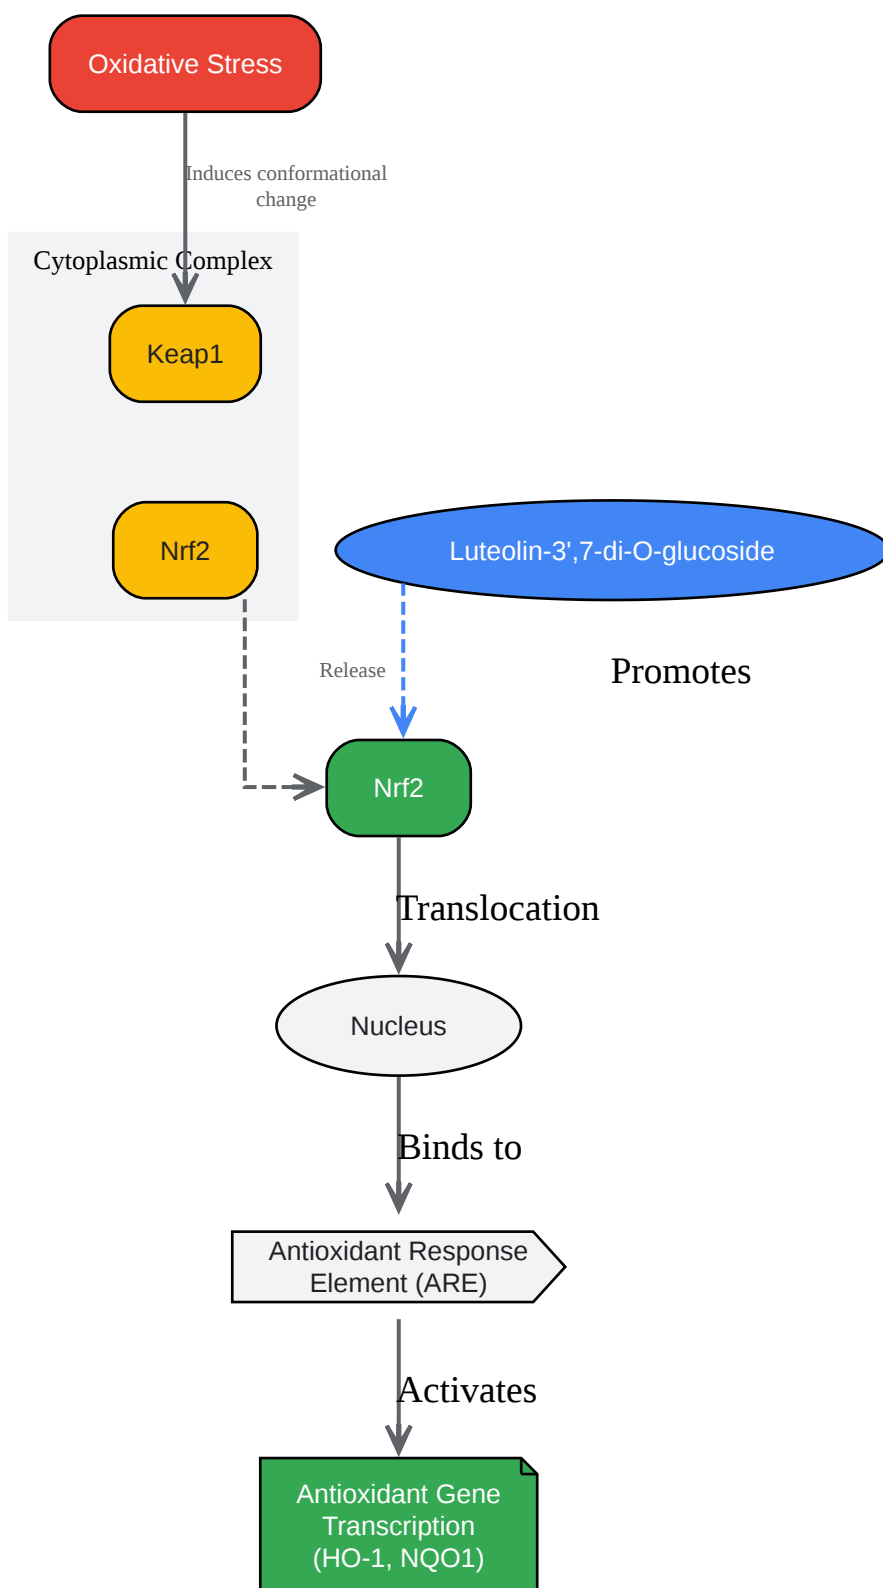 Oxidative Stress
Induces conformational
change
Cytoplasmic Complex
Keap1
Nrf2
Luteolin-3',7-di-O-glucoside
Release
Promotes
Nrf2
Translocation
Nucleus
Binds to
Antioxidant Response
Element (ARE)
Activates
Antioxidant Gene
Transcription
(HO-1, NQO1)